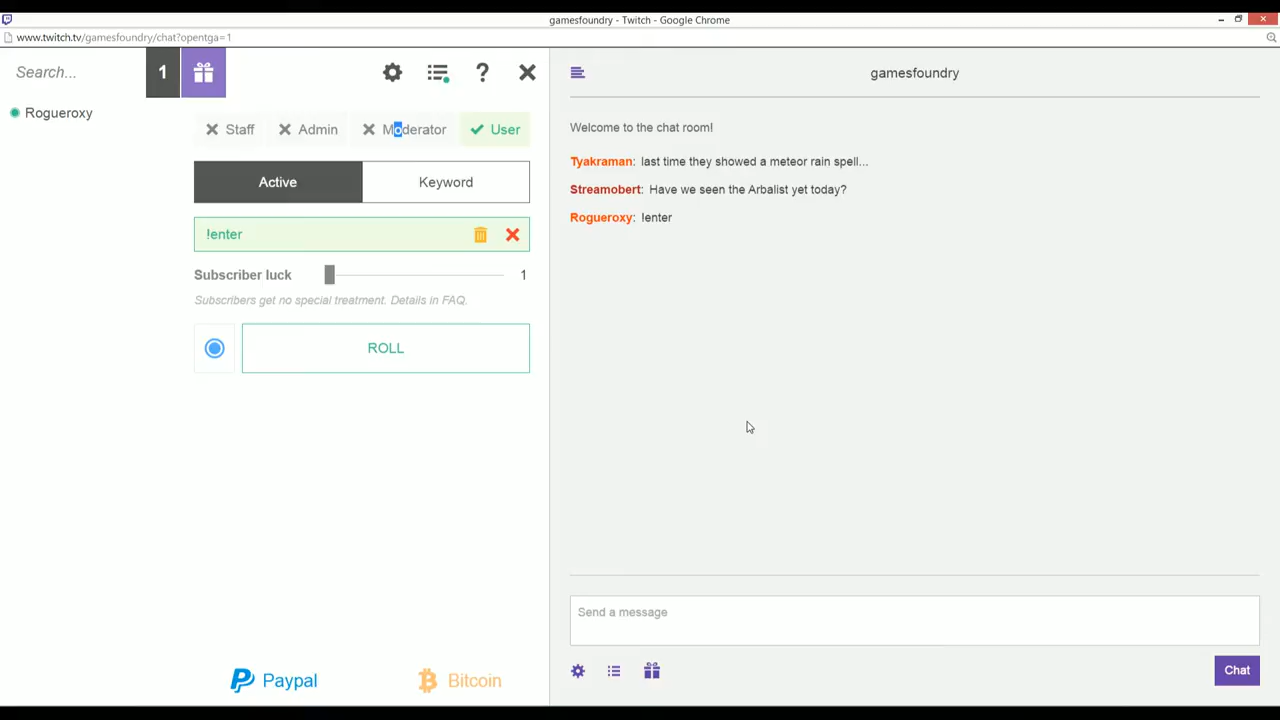 gamesfoundry - Twitch - Google Chrome
www.twitch.tv/gamesfoundry/chat?opentga=1
Search...
1
Rogueroxy
Staff
Admin
Moderator
User
Active
Keyword
!enter
Subscriber luck
1
Subscribers get no special treatment. Details in FAQ.
ROLL
Paypal
Bitcoin
gamesfoundry
Welcome to the chat room!
Tyakraman: last time they showed a meteor rain spell...
Streamobert: Have we seen the Arbalist yet today?
Rogueroxy: !enter
Send a message
Chat